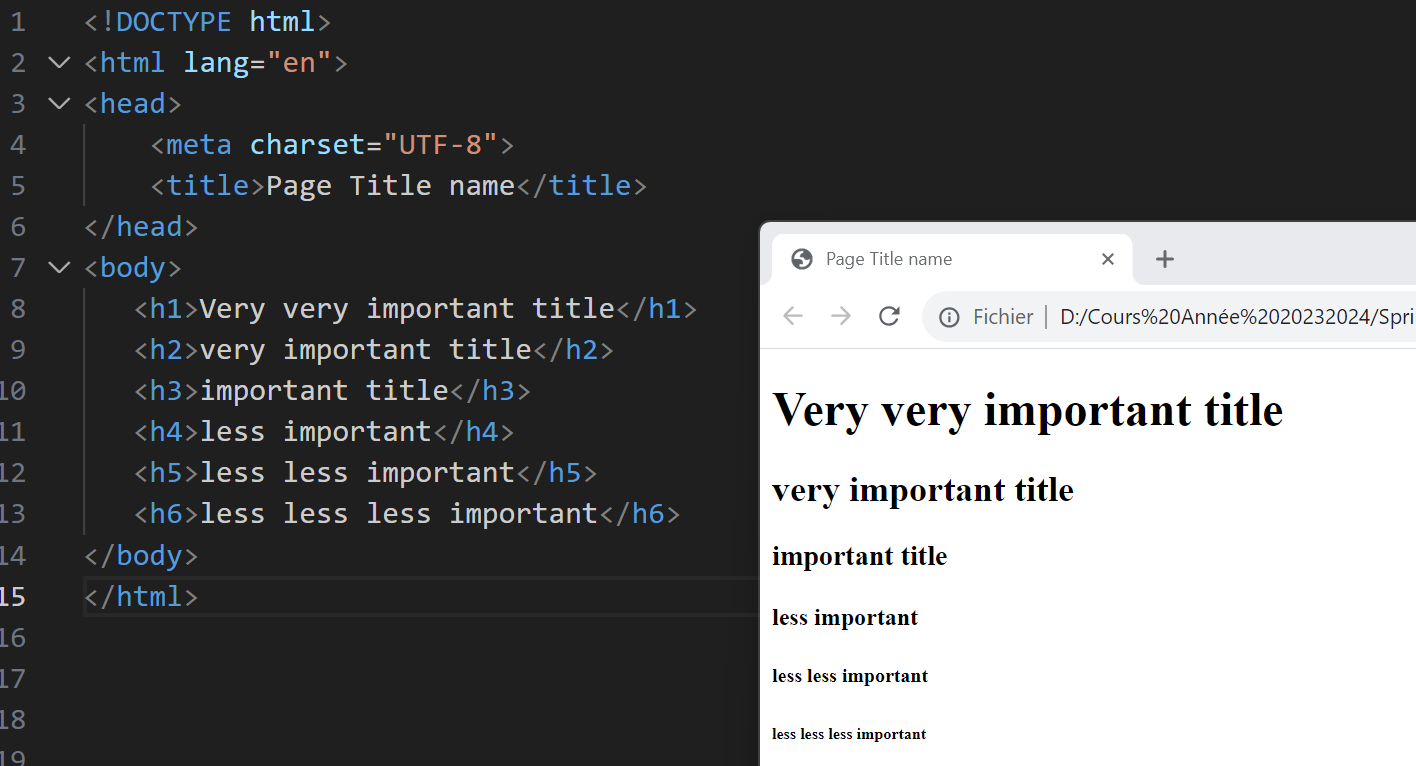 1 <!DOCTYPE html>
2 <html lang="en">
3 <head>
4 <meta charset="UTF-8">
5 <title>Page Title name</title>
6 </head>
7 <body>
8 <h1>Very very important title</h1>
9 <h2>very important title</h2>
10 <h3>important title</h3>
11 <h4>less important</h4>
12 <h5>less less important</h5>
13 <h6>less less less important</h6>
14 </body>
15 </html>
16
17
18
19
Page Title name
Fichier | D:/Cours%20Année%2020232024/Spri
Very very important title
very important title
important title
less important
less less important
less less less important